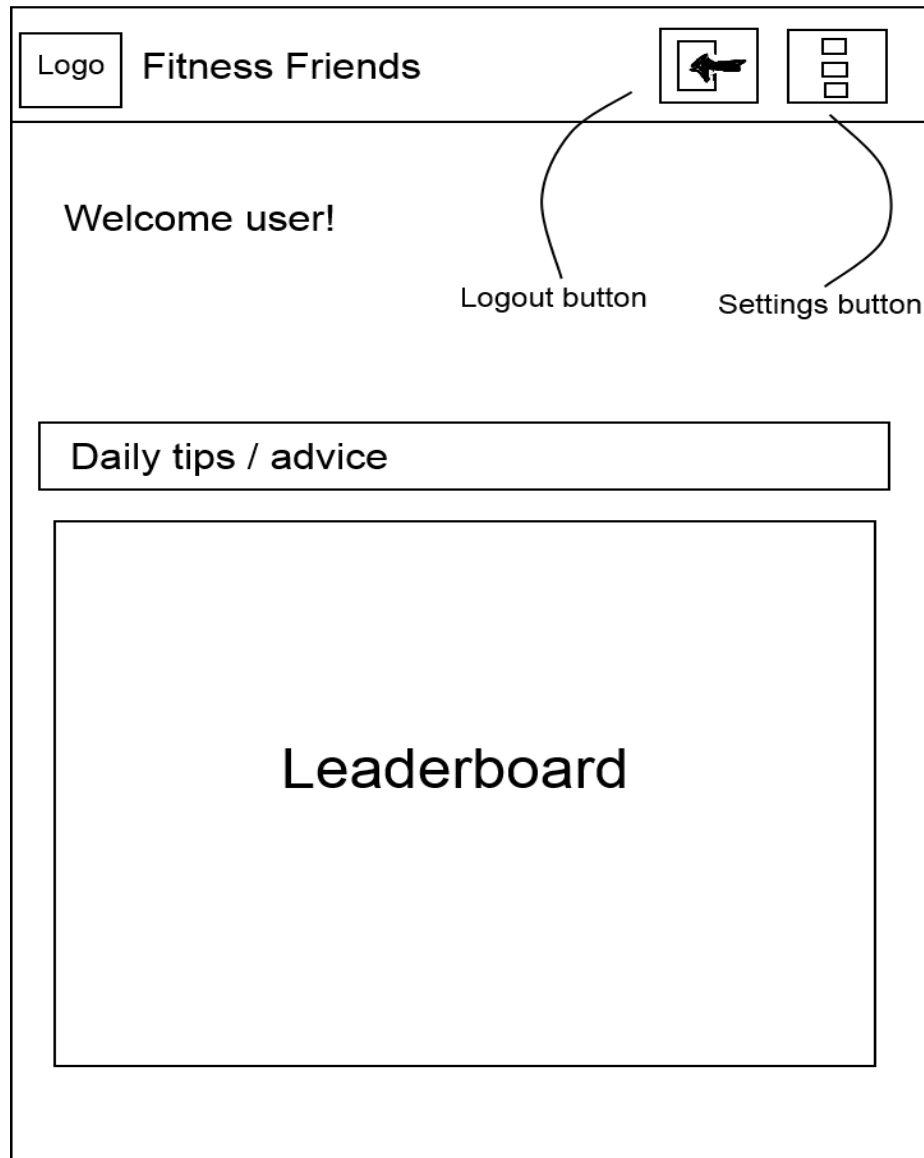 Logo
Fitness Friends
Welcome user!
Logout button
Settings button
Daily tips / advice
Leaderboard